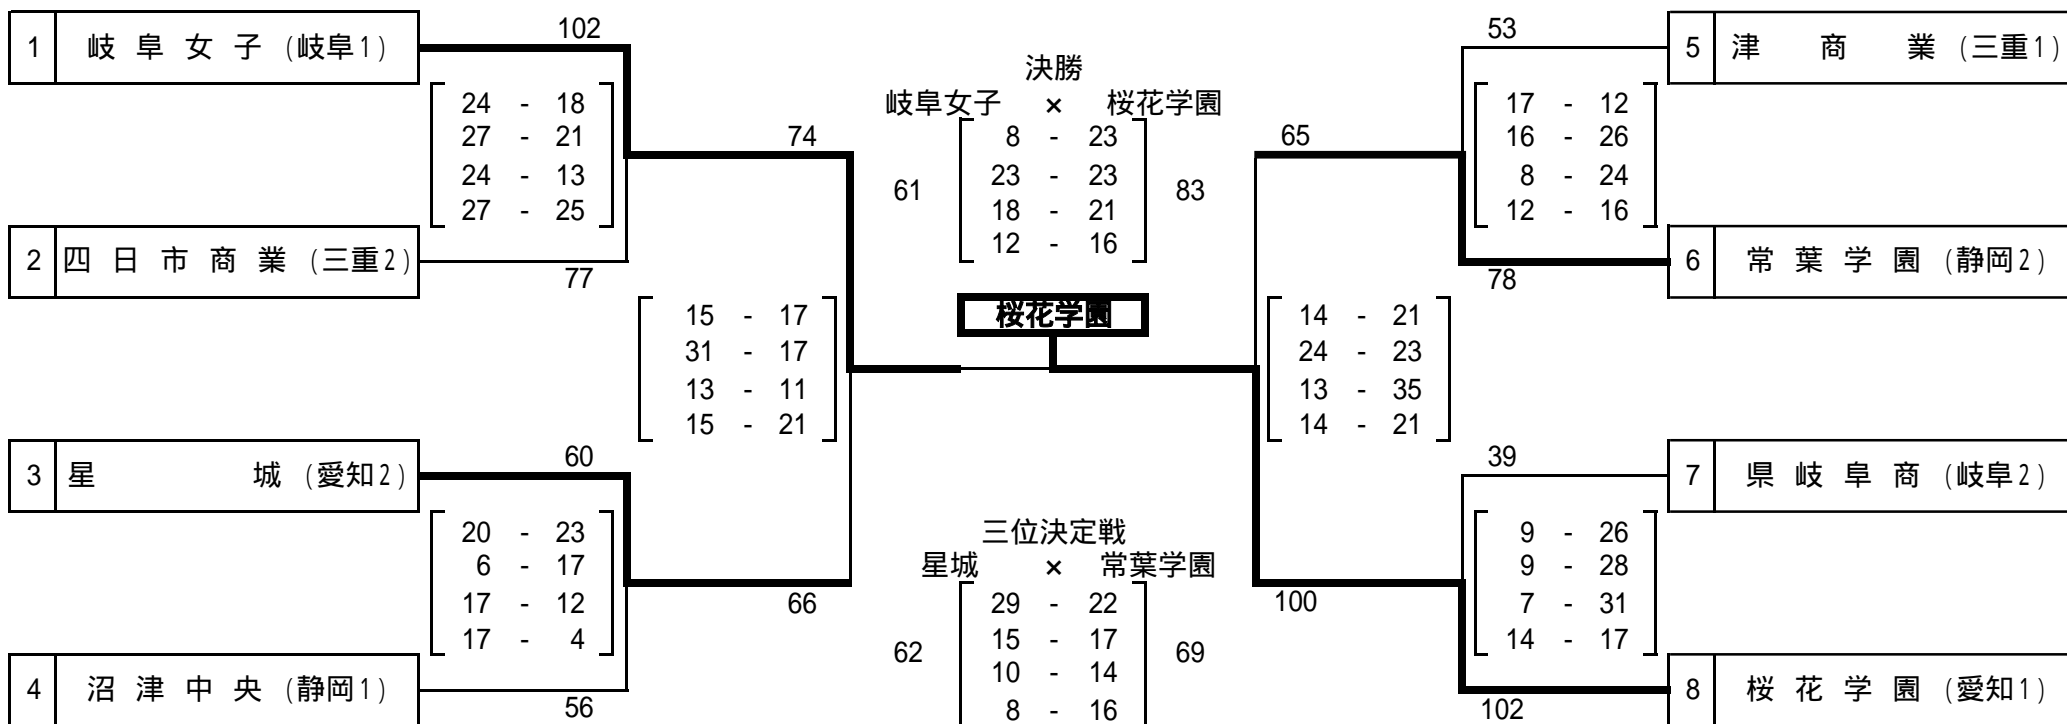 1 岐阜女子 (岐阜1)
102
24 - 18
27 - 21
24 - 13
27 - 25
2 四日市商業 (三重2)
77
74
15 - 17
31 - 17
13 - 11
15 - 21
3 星城 (愛知2)
60
20 - 23
6 - 17
17 - 12
17 - 4
66
4 沼津中央 (静岡1)
56
決勝
岐阜女子 × 桜花学園
8 - 23
61 23 - 23 83
18 - 21
12 - 16
桜花学園
三位決定戦
星城 × 常葉学園
29 - 22
15 - 17
62 10 - 14 69
8 - 16
53
5 津商業 (三重1)
17 - 12
16 - 26
8 - 24
12 - 16
65
78
6 常葉学園 (静岡2)
14 - 21
24 - 23
13 - 35
14 - 21
39
7 県岐阜商 (岐阜2)
9 - 26
9 - 28
7 - 31
14 - 17
100
102
8 桜花学園 (愛知1)